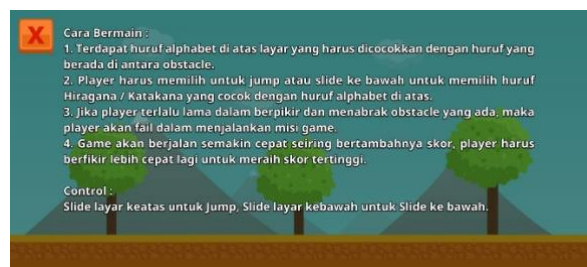 X
Cara Bermain :
1. Terdapat huruf alphabet di atas layar yang harus dicocokkan dengan huruf yang
berada di antara obstacle.
2. Player harus memilih untuk jump atau slide ke bawah untuk memilih huruf
Hiragana / Katakana yang cocok dengan huruf alphabet di atas.
3. Jika player terlalu lama dalam berpikir dan menabrak obstacle yang ada, maka
player akan fail dalam menjalankan misi game.
4. Game akan berjalan semakin cepat seiring bertambahnya skor, player harus
berfikir lebih cepat lagi untuk meraih skor tertinggi.
Control :
Slide layar keatas untuk Jump, Slide layar kebawah untuk Slide ke bawah.